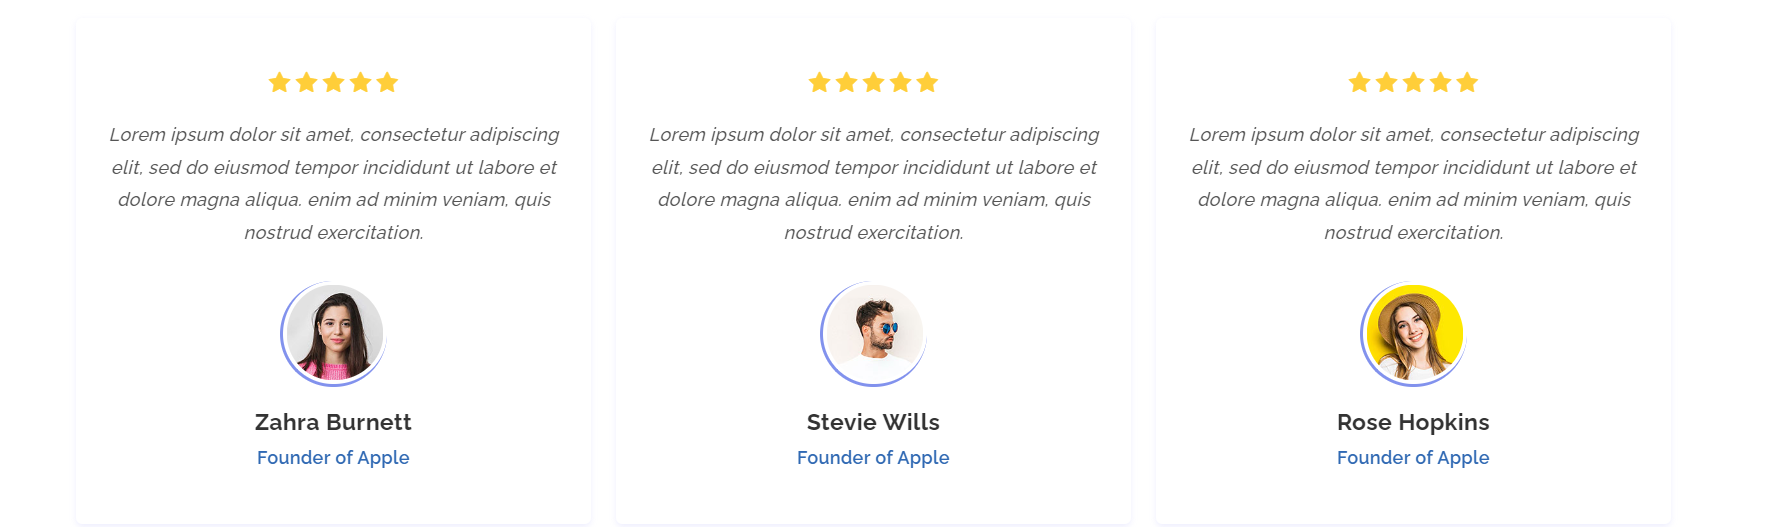 Lorem ipsum dolor sit amet, consectetur adipiscing
elit, sed do eiusmod tempor incididunt ut labore et
dolore magna aliqua. enim ad minim veniam, quis
nostrud exercitation.
Zahra Burnett
Founder of Apple
Lorem ipsum dolor sit amet, consectetur adipiscing
elit, sed do eiusmod tempor incididunt ut labore et
dolore magna aliqua. enim ad minim veniam, quis
nostrud exercitation.
Stevie Wills
Founder of Apple
Lorem ipsum dolor sit amet, consectetur adipiscing
elit, sed do eiusmod tempor incididunt ut labore et
dolore magna aliqua. enim ad minim veniam, quis
nostrud exercitation.
Rose Hopkins
Founder of Apple